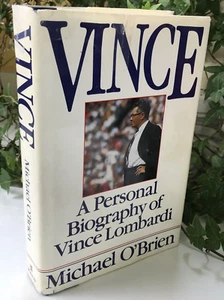 VINCE
A Personal
Biography of
Vince Lombardi
Michael O'Brien
VINCE
Michael O'Brien